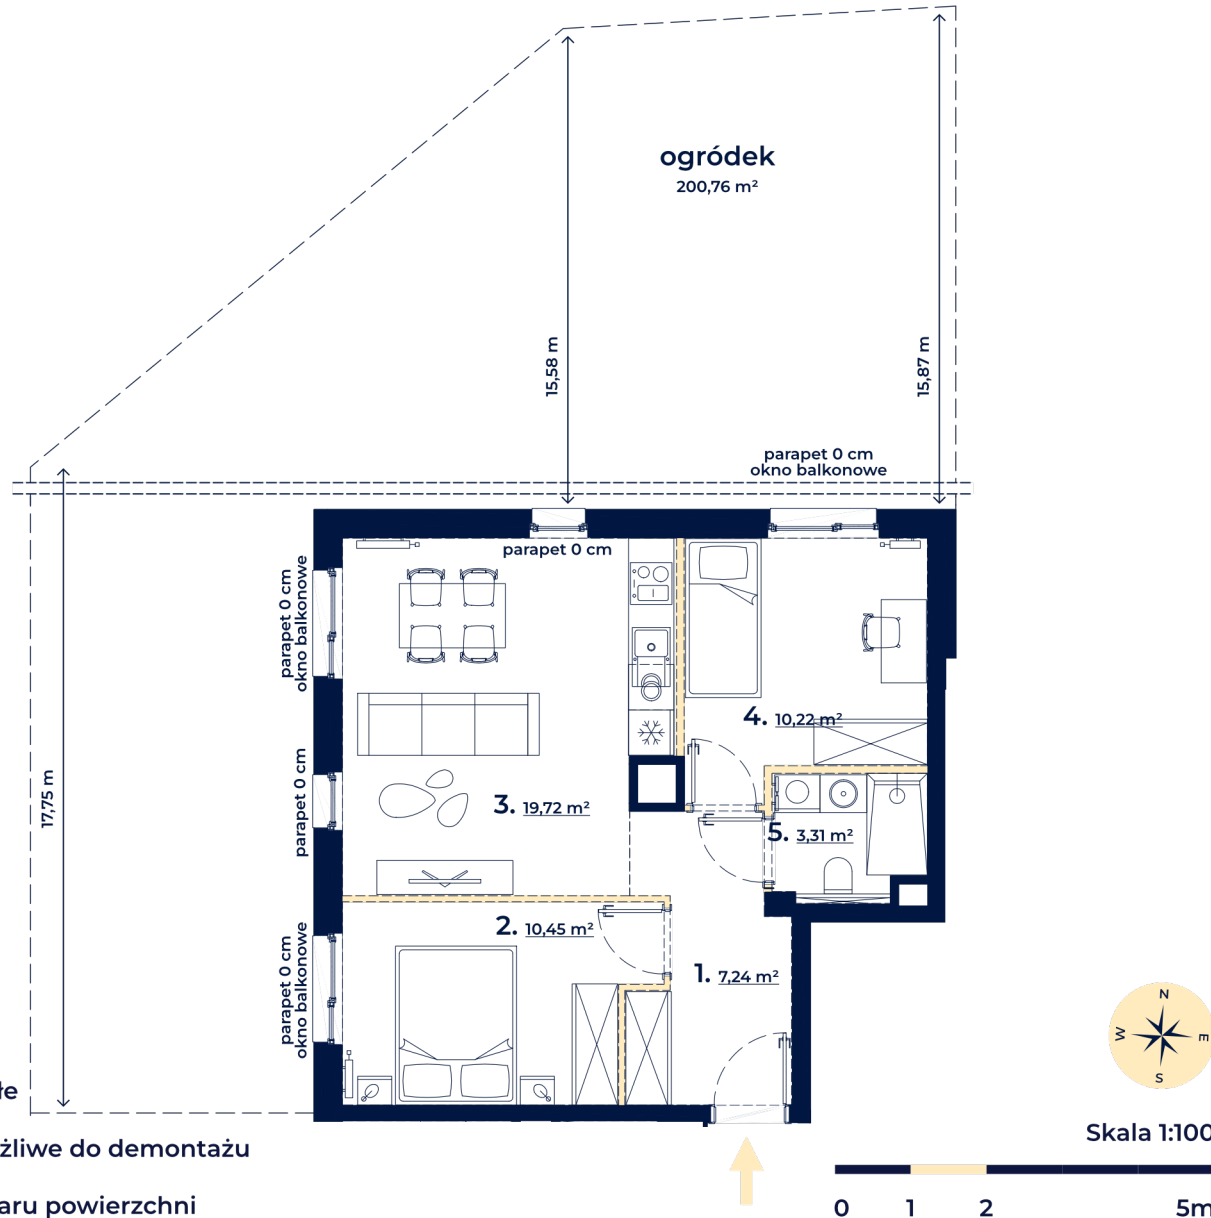 ogródek
200,76 m²
15,58 m
15,87 m
parapet 0 cm
okno balkonowe
parapet 0 cm
parapet 0 cm
okno balkonowe
4. 10,22 m²
17,75 m
parapet 0 cm
3. 19,72 m²
5. 3,31 m²
2. 10,45 m²
parapet 0 cm
okno balkonowe
1. 7,24 m²
N
W
E
S
Skala 1:100
żliwe do demontażu
aru powierzchni
0 1 2 5m